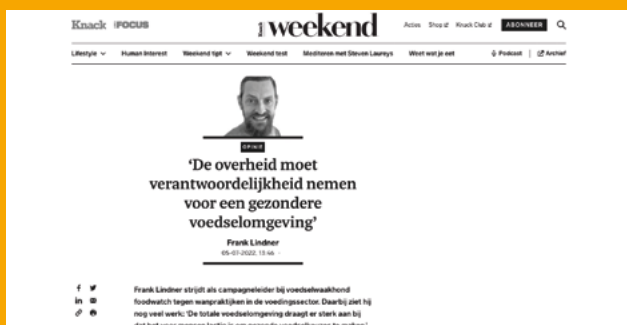 Knack FOCUS weekend Acties Shop Knack Club ABONNEER
Lifestyle Human Interest Weekend tipt Weekend test Mediteren met Steven Laureys Weet wat je eet Podcast | Archief
OPINIE
‘De overheid moet
verantwoordelijkheid nemen
voor een gezondere
voedselomgeving’
Frank Lindner
05-07-2022,
Frank Lindner strijdt als campagneleider bij voedselwaakhond
foodwatch tegen wanpraktijken in de voedingssector. Daarbij ziet hij
nog veel werk: ‘De totale voedselomgeving draagt er sterk aan bij